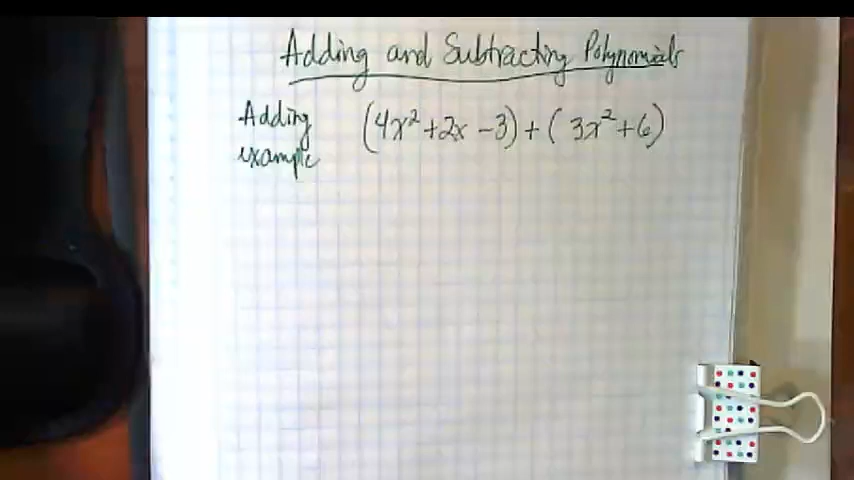 Adding and Subtracting Polynomials
Adding (4x² + 2x - 3) + (3x² + 6)
example